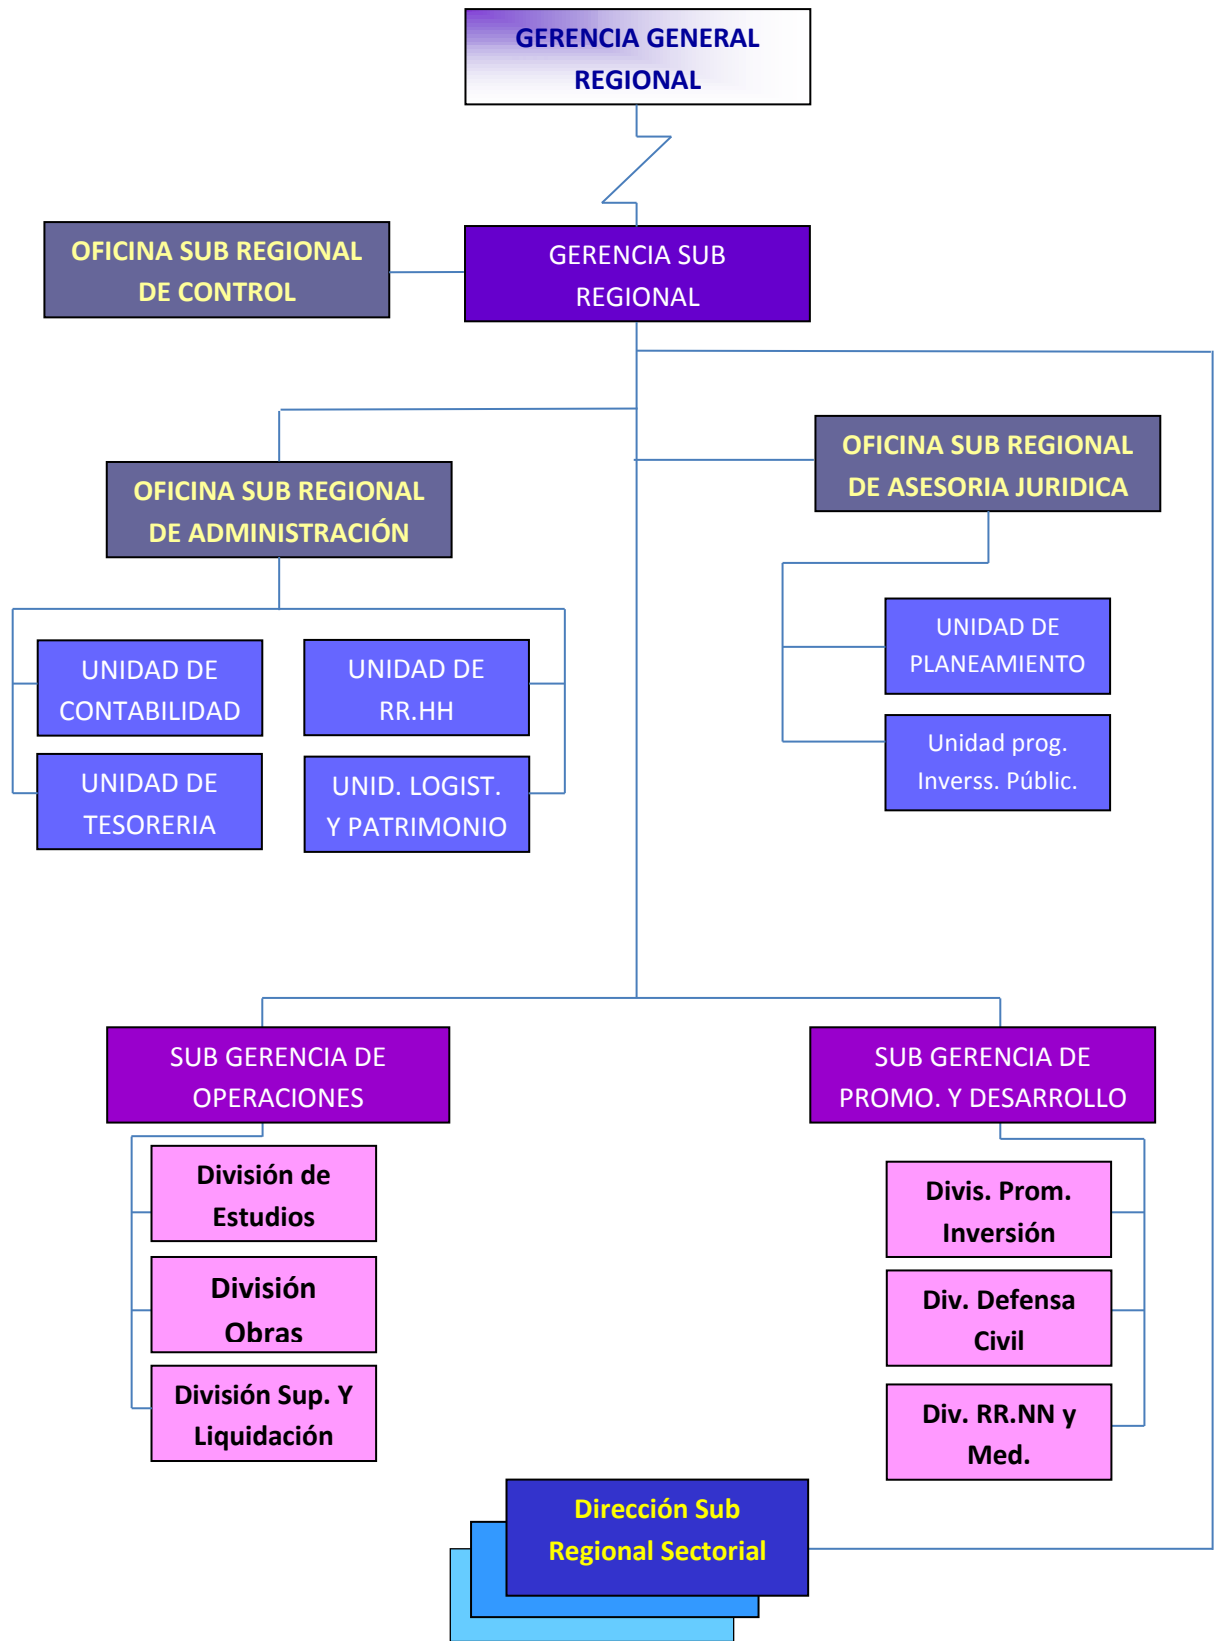 GERENCIA GENERAL
REGIONAL
OFICINA SUB REGIONAL
DE CONTROL
GERENCIA SUB
REGIONAL
OFICINA SUB REGIONAL
DE ASESORIA JURIDICA
OFICINA SUB REGIONAL
DE ADMINISTRACIÓN
UNIDAD DE
CONTABILIDAD
UNIDAD DE
RR.HH
UNIDAD DE
PLANEAMIENTO
UNIDAD DE
TESORERIA
UNID. LOGIST.
Y PATRIMONIO
Unidad prog.
Inverss. Públic.
SUB GERENCIA DE
OPERACIONES
SUB GERENCIA DE
PROMO. Y DESARROLLO
División de
Estudios
División
Obras
División Sup. Y
Liquidación
Divis. Prom.
Inversión
Div. Defensa
Civil
Div. RR.NN y
Med.
Dirección Sub
Regional Sectorial